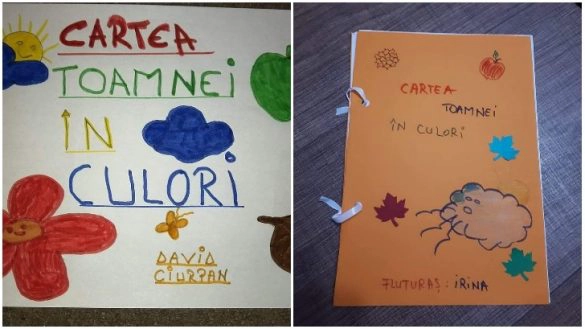 CARTEA
TOAMNEI
ÎN
CULORI
DAVID
CIURPAN
CARTEA
TOAMNEI
ÎN CULORI
FLUTURAȘ: IRINA